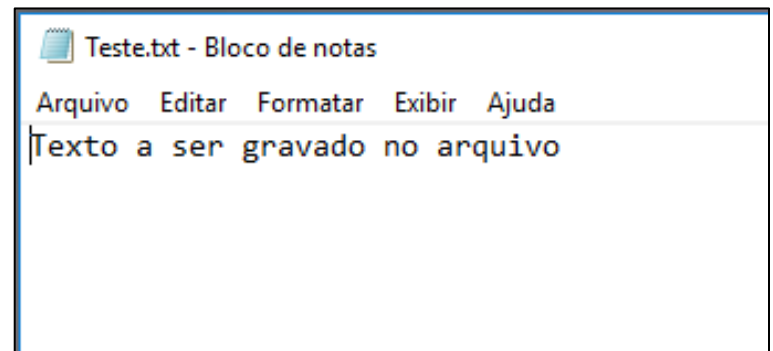 Teste.txt - Bloco de notas
Arquivo Editar Formatar Exibir Ajuda
Texto a ser gravado no arquivo